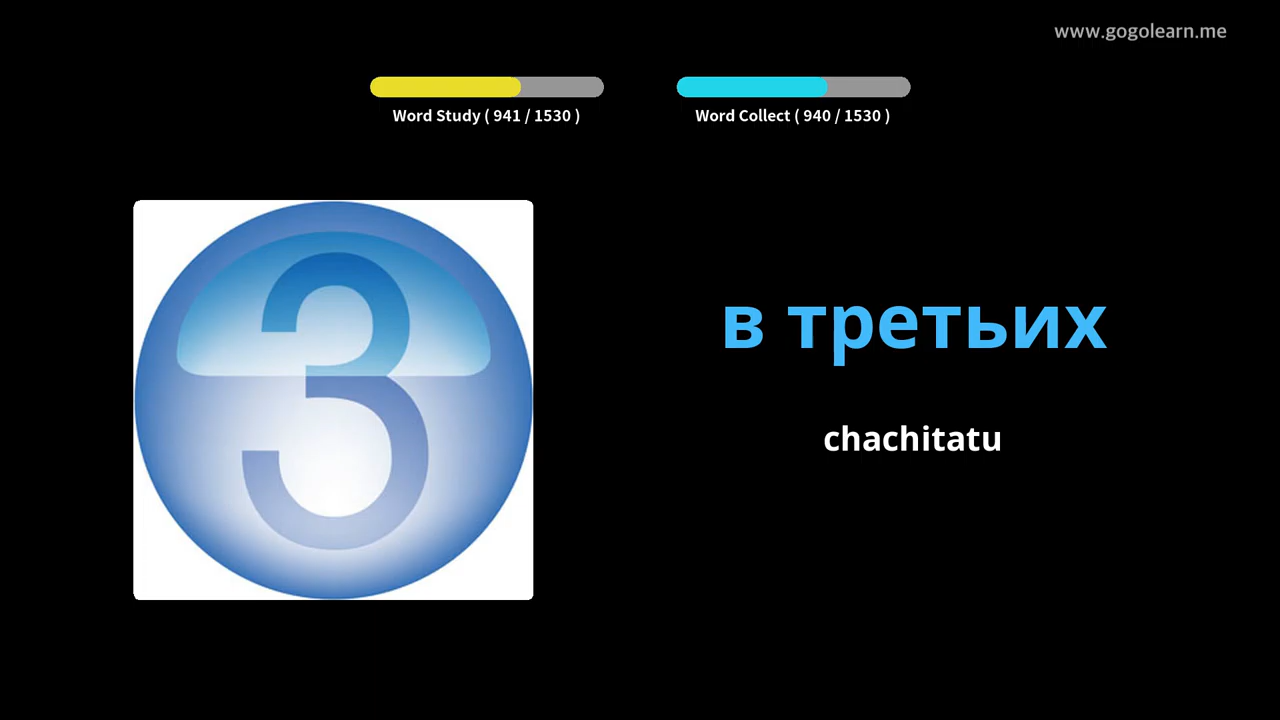 www.gogolearn.me
Word Study ( 941 / 1530 )
Word Collect ( 940 / 1530 )
3
в третьих
chachitatu